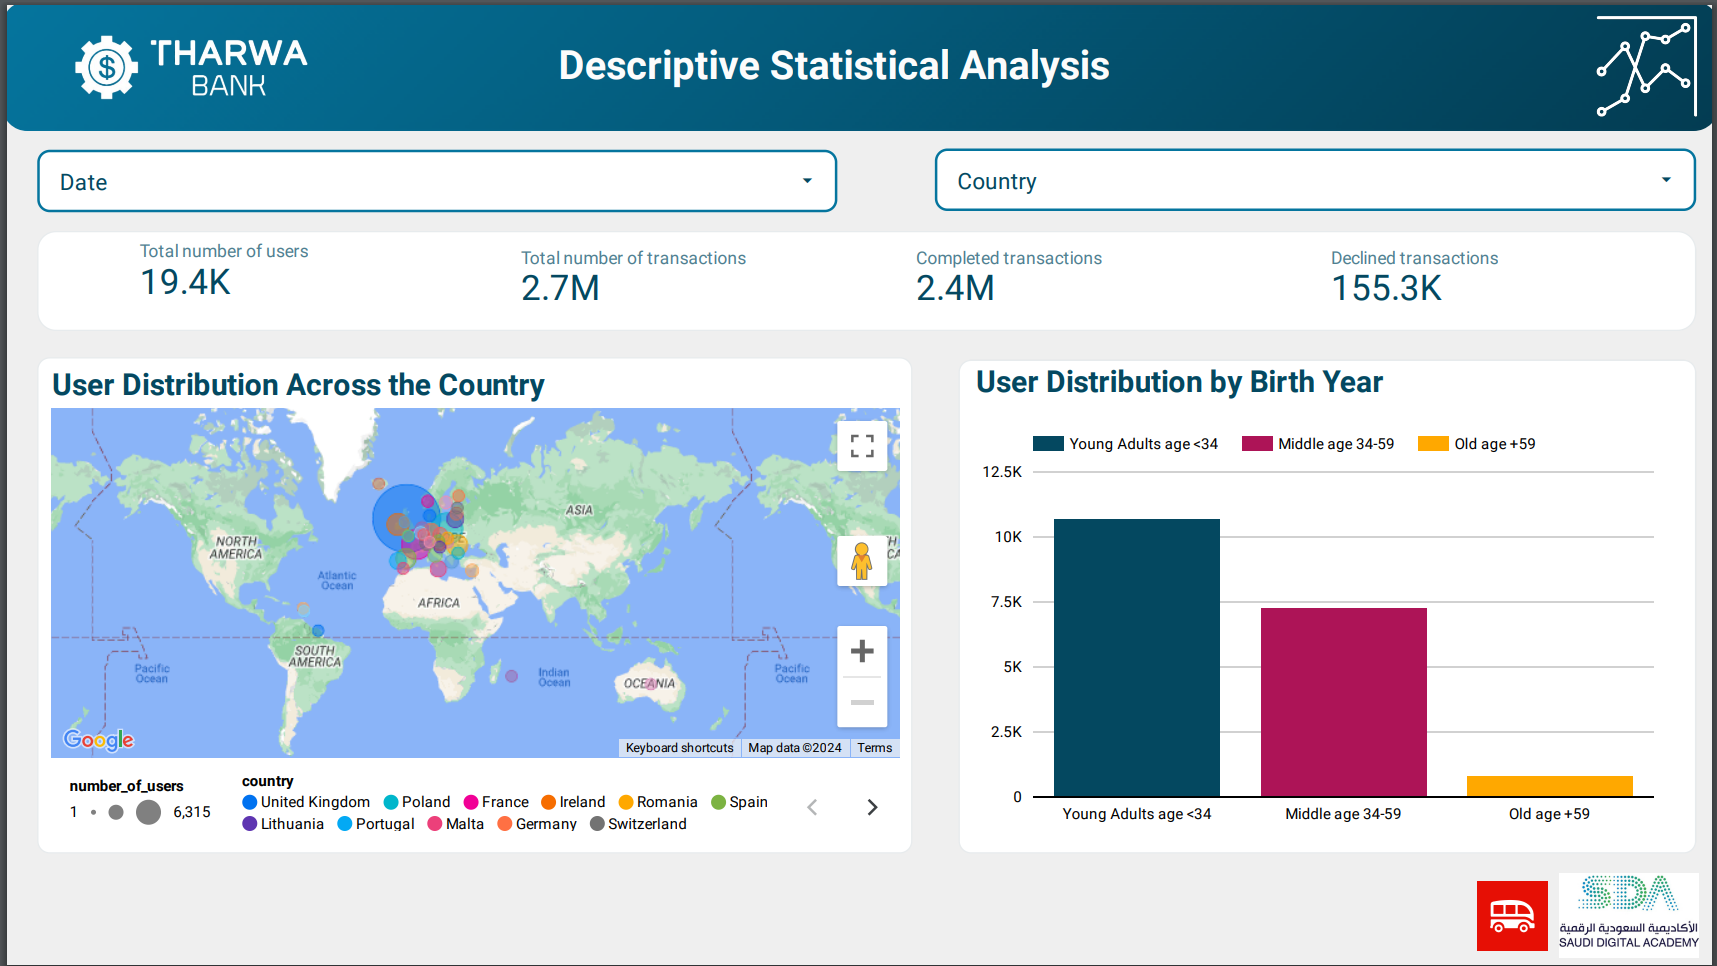 THARWA
BANK
$
Descriptive Statistical Analysis
Date
Country
Total number of users
19.4K
Total number of transactions
2.7M
Completed transactions
2.4M
Declined transactions
155.3K
User Distribution Across the Country
NORTH
AMERICA
Atlantic
Ocean
ASIA
AFRICA
SOUTH
AMERICA
Pacific
Ocean
Indian
Ocean
OCEANIA
Pacific
Ocean
Google
Keyboard shortcuts
Map data ©2024
Terms
number_of_users
1
6,315
country
United Kingdom Poland France Ireland Romania Spain
Lithuania Portugal Malta Germany Switzerland
User Distribution by Birth Year
Young Adults age <34 Middle age 34-59 Old age +59
12.5K
10K
7.5K
5K
2.5K
0
Young Adults age <34 Middle age 34-59 Old age +59
SDA
الأكاديمية السعودية الرقمية
SAUDI DIGITAL ACADEMY